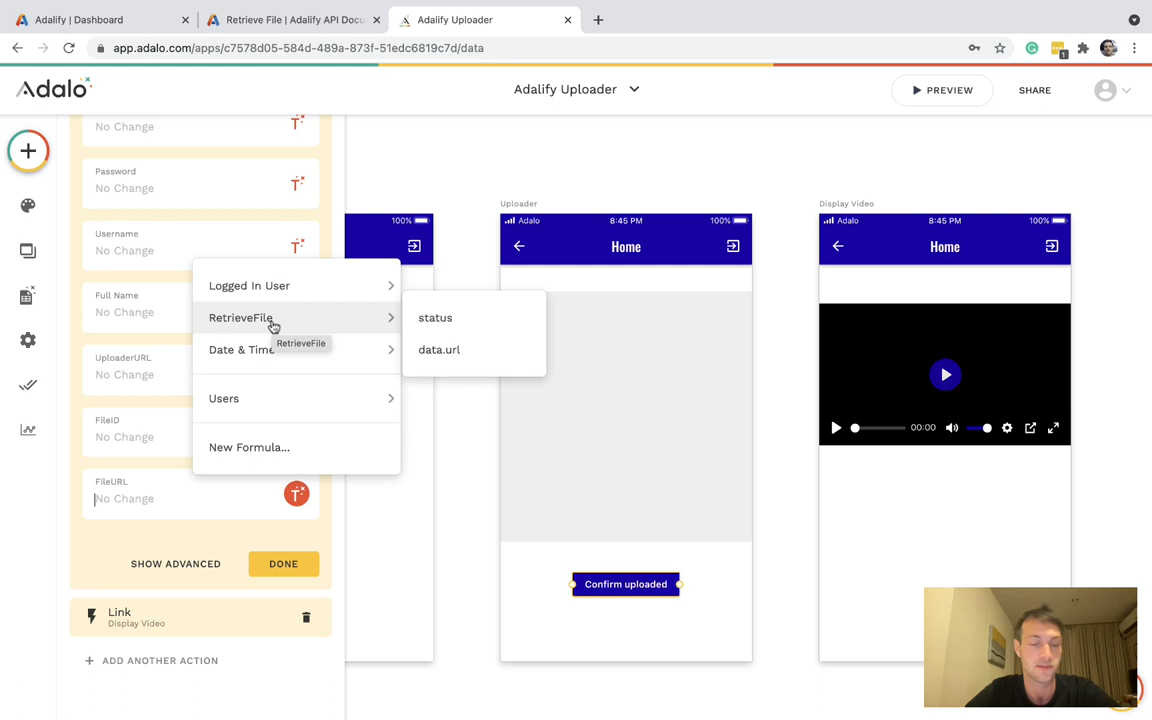 Adalify | Dashboard
Retrieve File | Adalify API Docu
Adalify Uploader
app.adalo.com/apps/c7578d05-584d-489a-873f-51edc6819c7d/data
1
Adalo
Adalify Uploader
PREVIEW
SHARE
No Change
Password
No Change
Username
No Change
Full Name
No Change
UploaderURL
No Change
FileID
No Change
FileURL
No Change
SHOW ADVANCED
DONE
Link
Display Video
ADD ANOTHER ACTION
Logged In User
RetrieveFile
RetrieveFile
Date & Time
Users
New Formula...
status
data.url
100%
Uploader
Adalo
8:45 PM
100%
Home
Confirm uploaded
Display Video
Adalo
8:45 PM
100%
Home
00:00